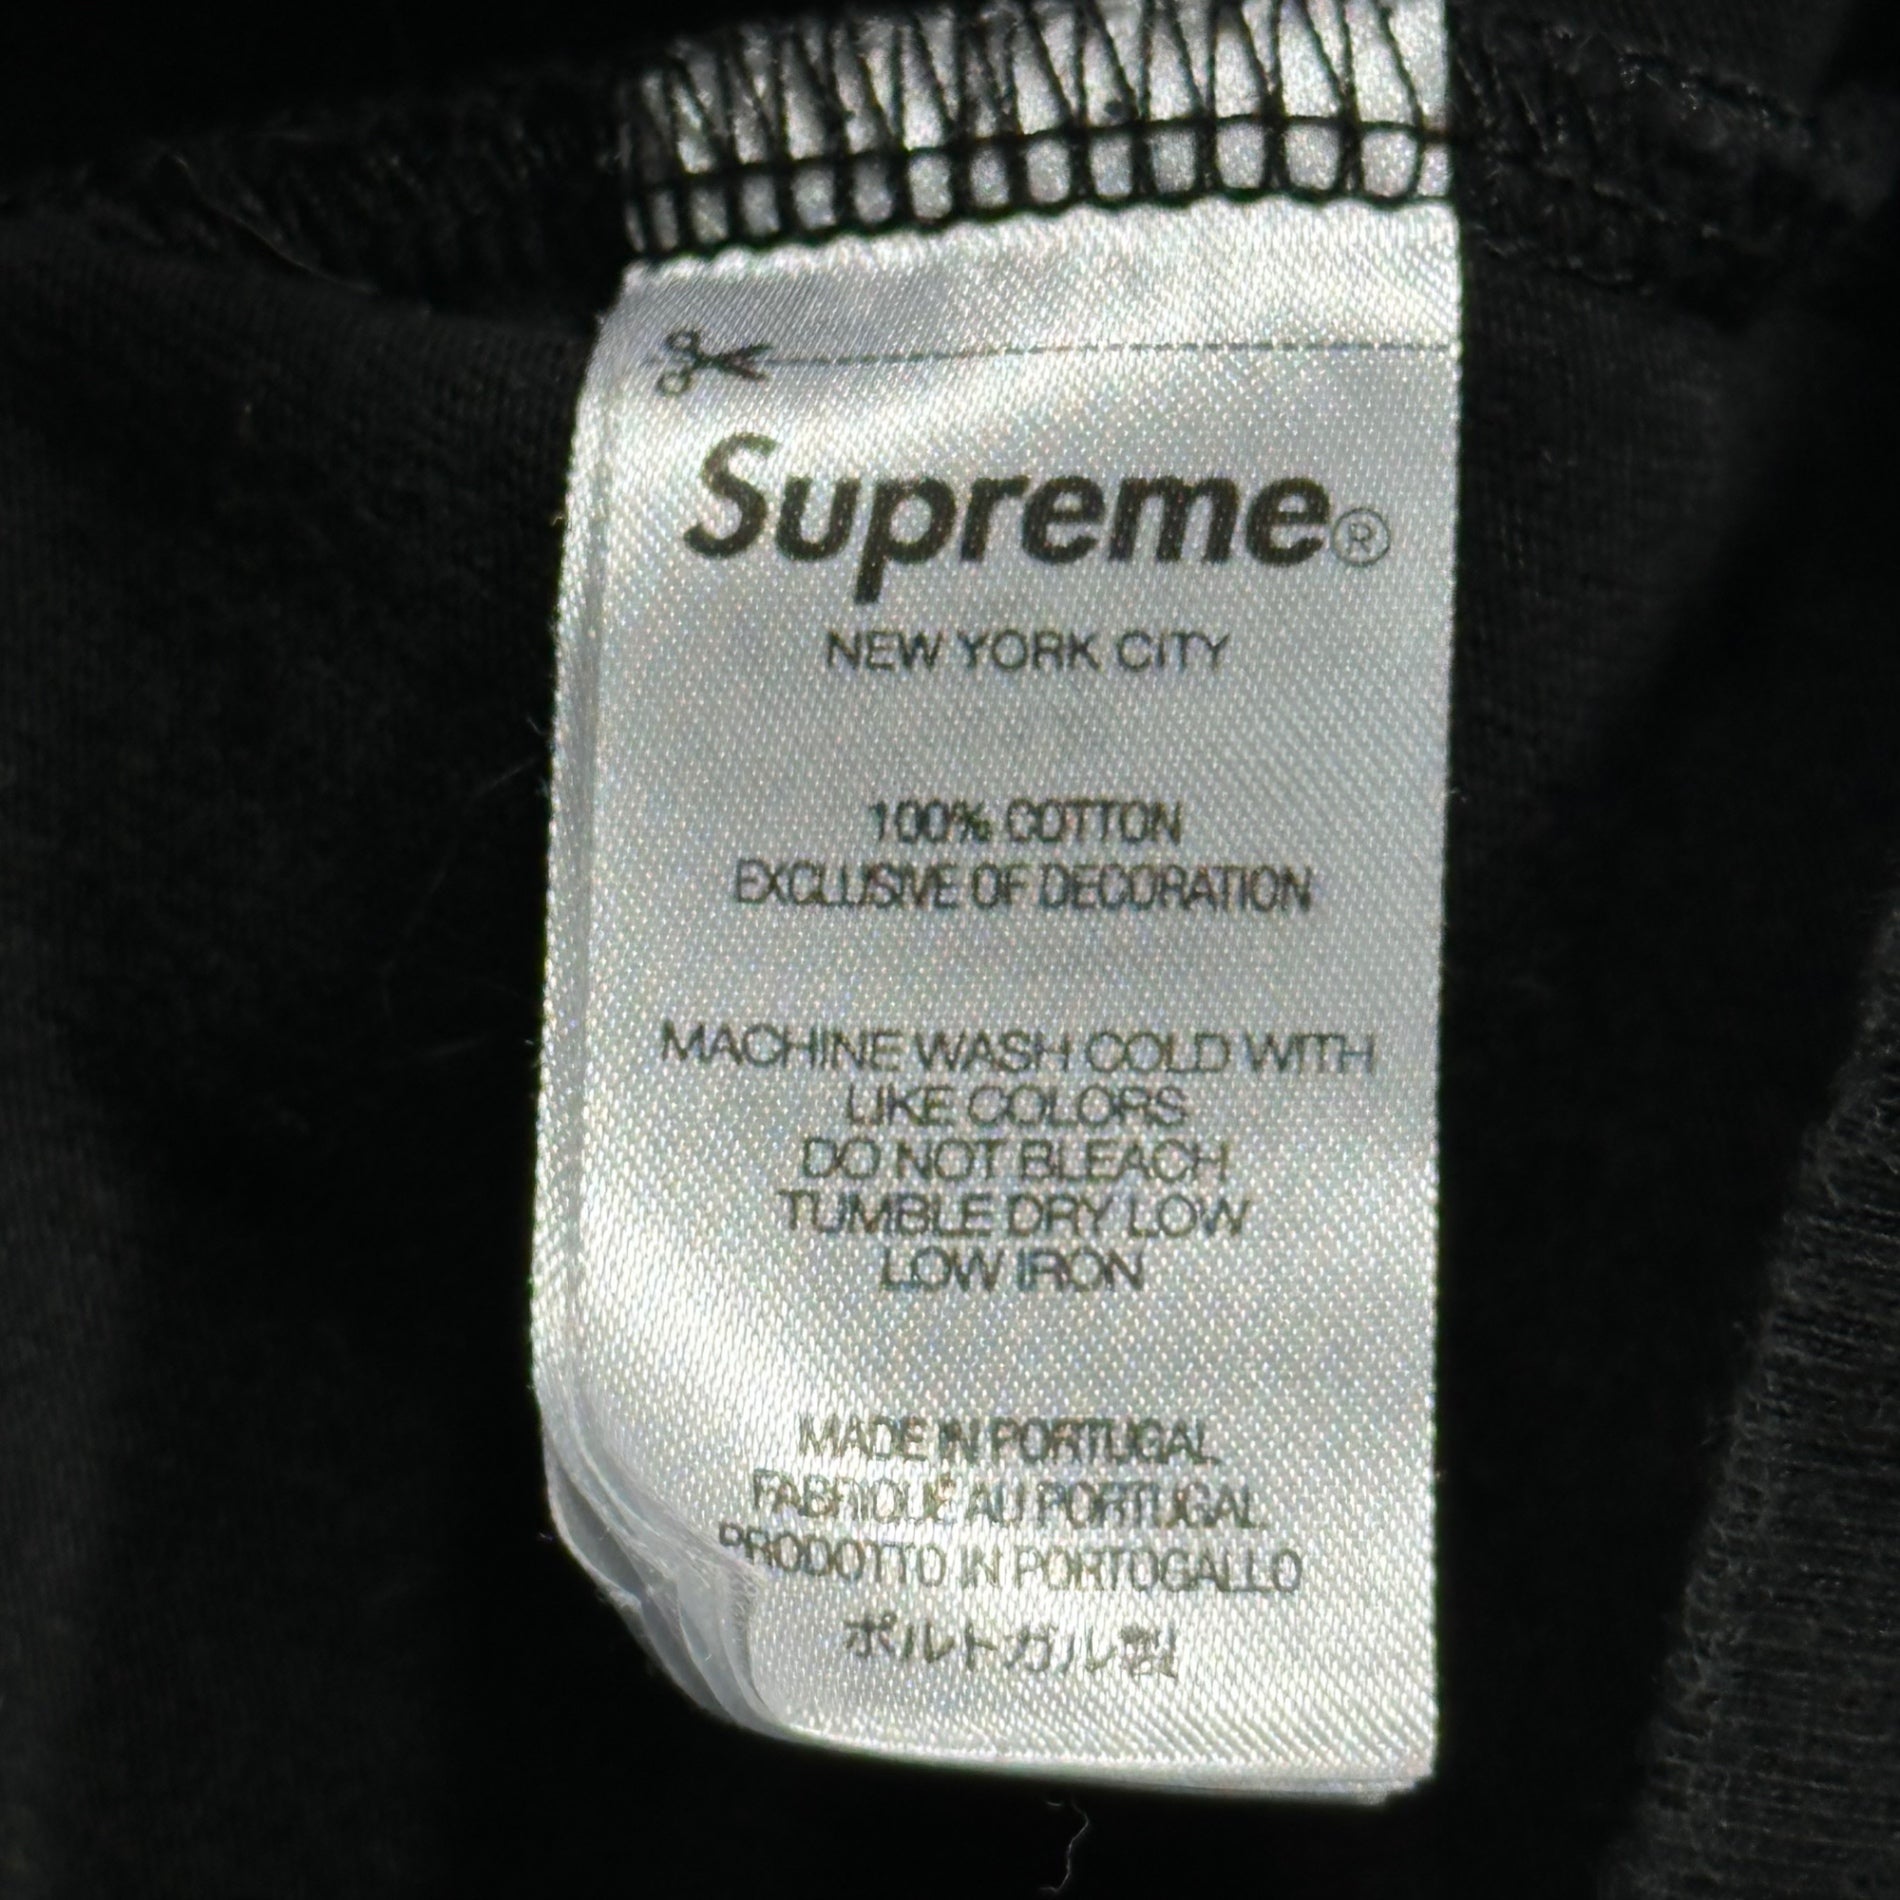 Supreme®
NEW YORK CITY
100% COTTON
EXCLUSIVE OF DECORATION
MACHINE WASH COLD WITH
LIKE COLORS
DO NOT BLEACH
TUMBLE DRY LOW
LOW IRON
MADE IN PORTUGAL
FABRIQUÉ AU PORTUGAL
PRODOTTO IN PORTOGALLO
ポルトガル製